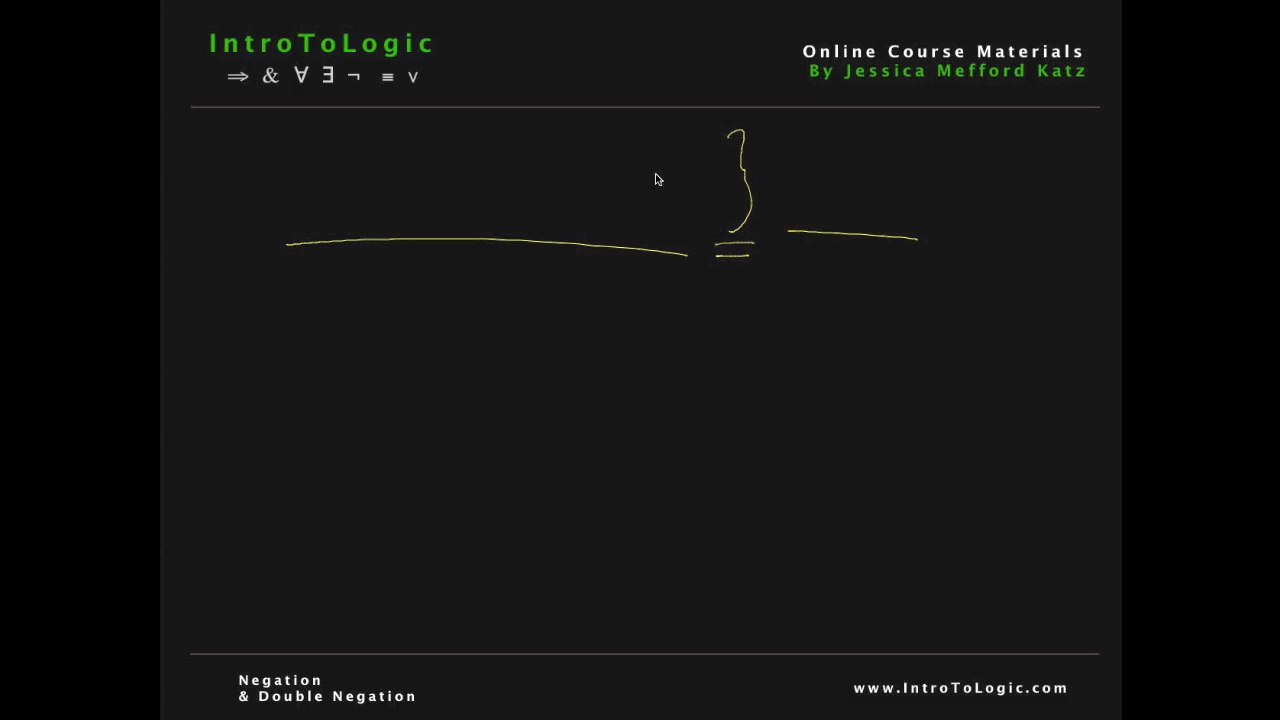 IntroToLogic
⇒ & ∀ ∃ ¬ ≡ v
Online Course Materials
By Jessica Mefford Katz
=
Negation
& Double Negation
www.IntroToLogic.com